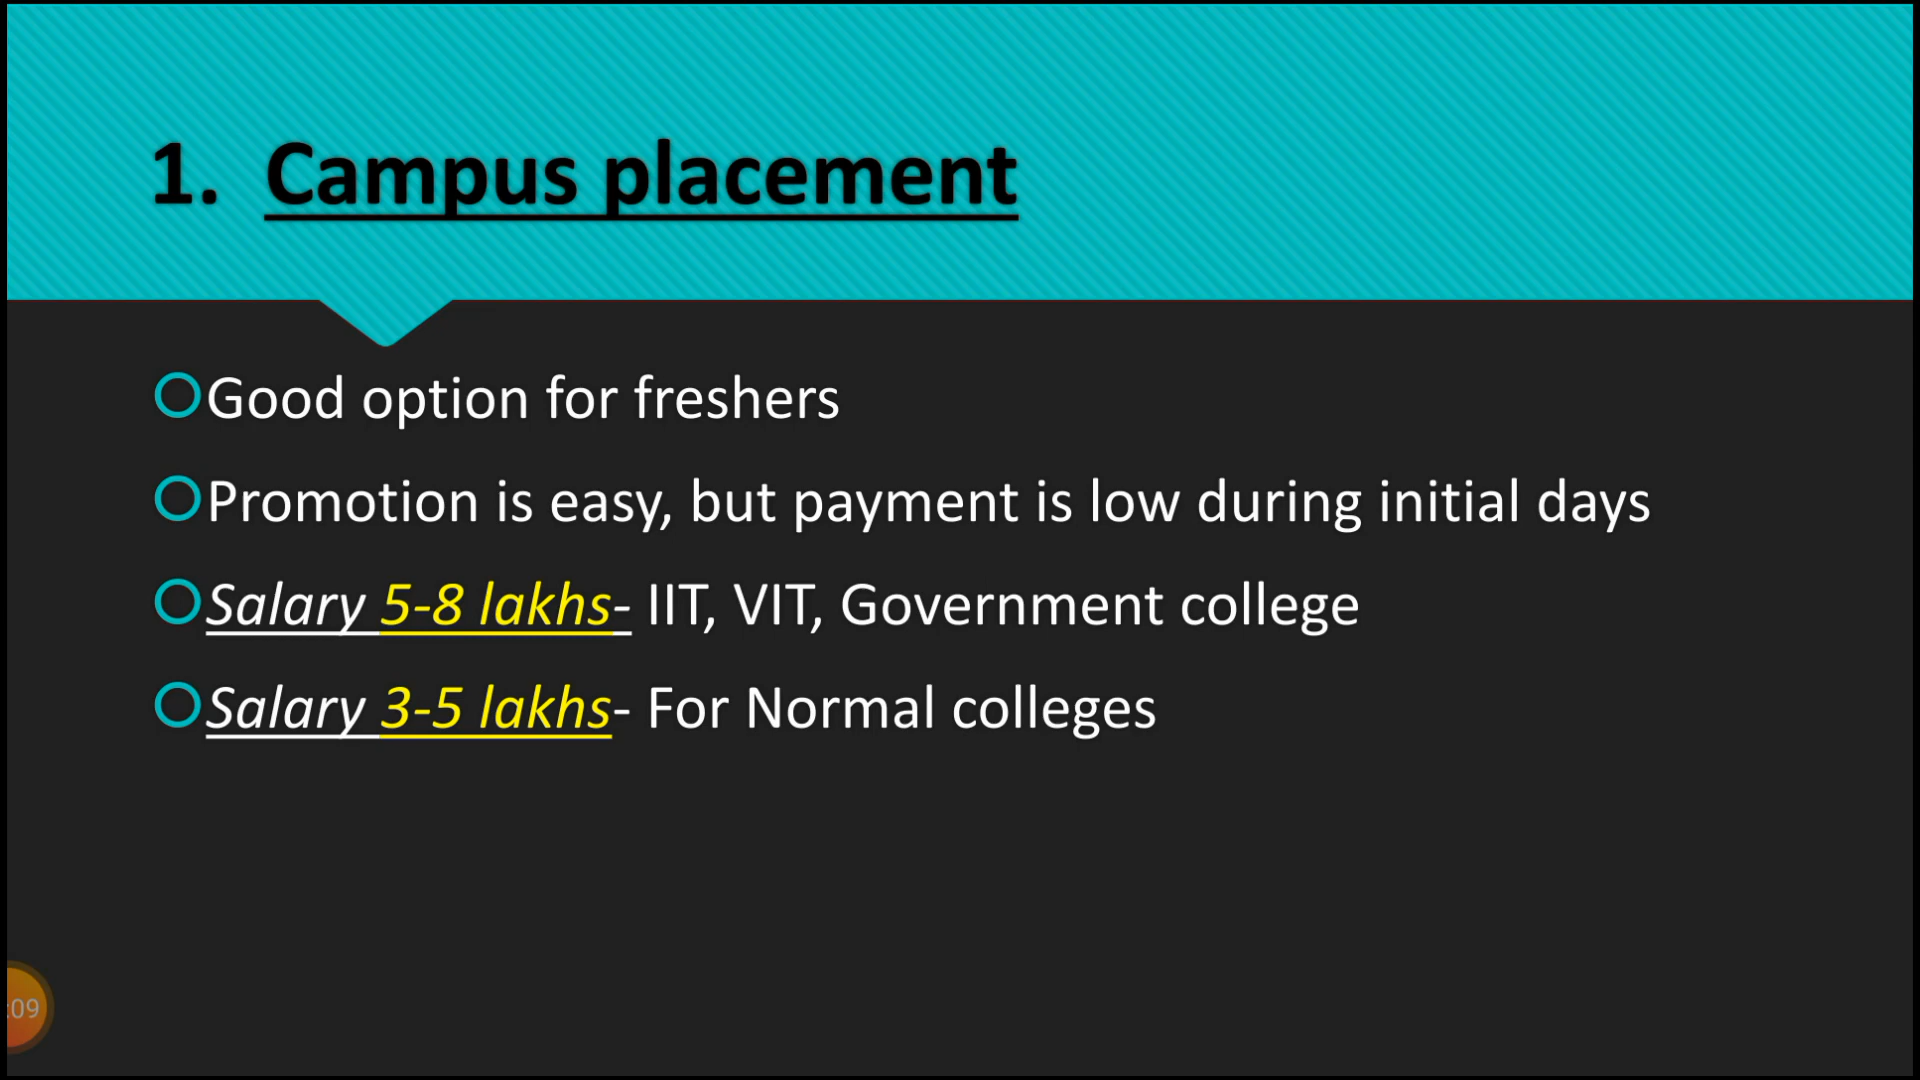 1. Campus placement
Good option for freshers
Promotion is easy, but payment is low during initial days
Salary 5-8 lakhs- IIT, VIT, Government college
Salary 3-5 lakhs- For Normal colleges
:09